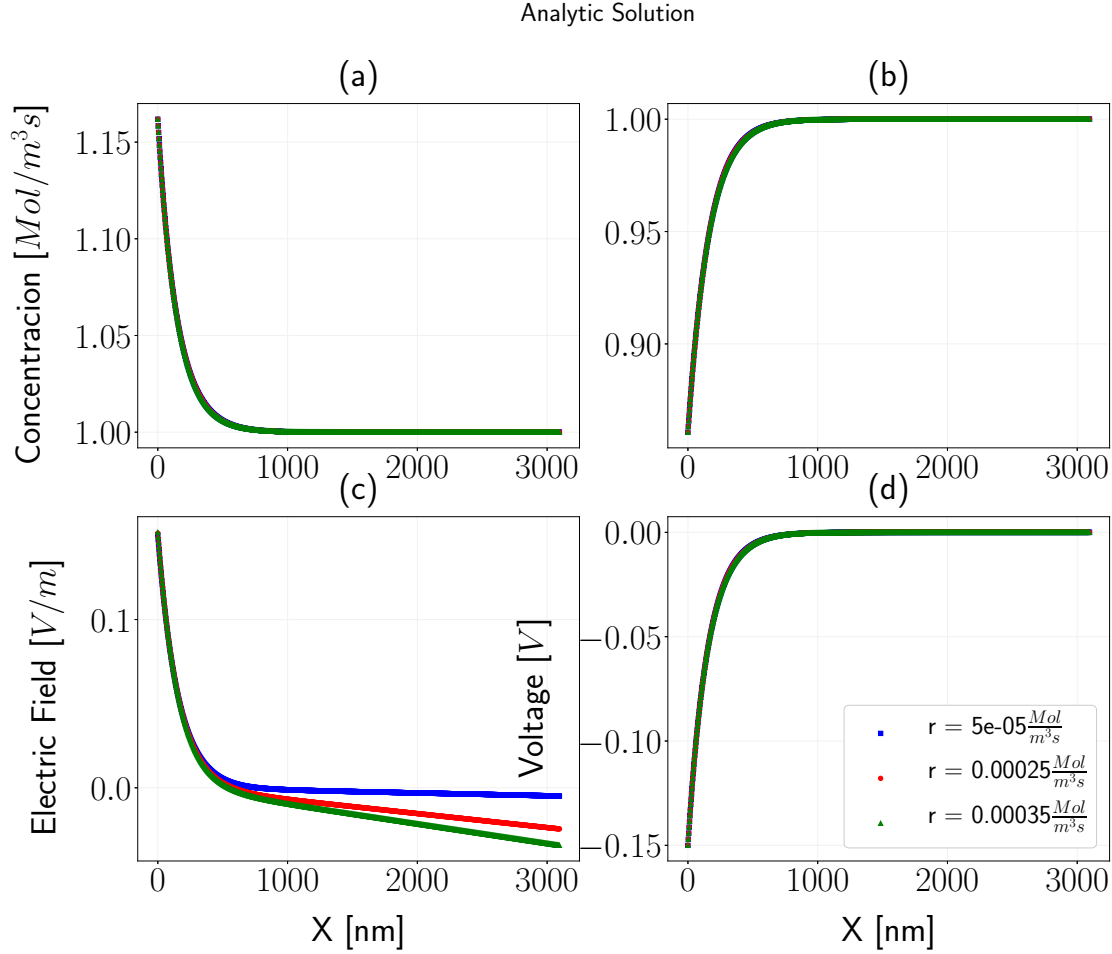 Analytic Solution
(a)
(b)
Concentracion [Mol/m³s]
1.15
1.10
1.05
1.00
0 1000 2000 3000
1.00
0.95
0.90
0 1000 2000 3000
(c)
(d)
Electric Field [V/m]
0.1
0.0
0 1000 2000 3000
X [nm]
Voltage [V]
0.00
−0.05
−0.10
−0.15
r = 5e-05 Mol/m³s
r = 0.00025 Mol/m³s
r = 0.00035 Mol/m³s
0 1000 2000 3000
X [nm]